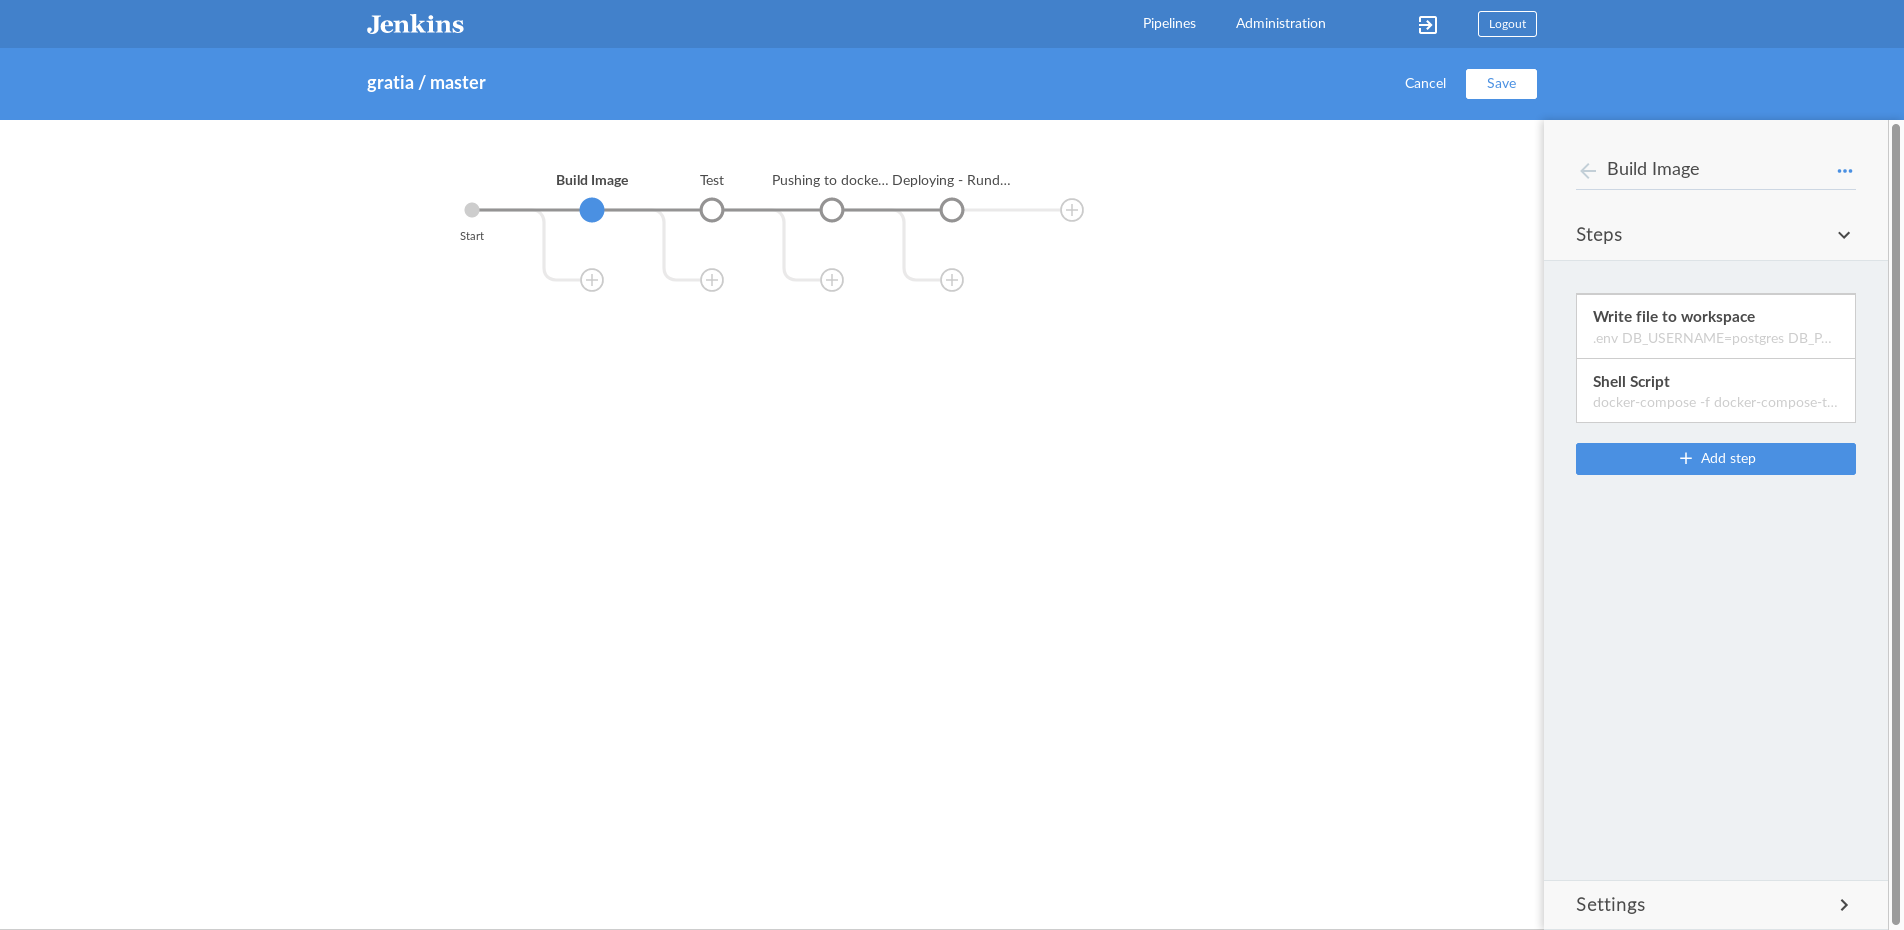 Jenkins
Pipelines
Administration
Logout
gratia / master
Cancel
Save
Build Image
Test
Pushing to docke...
Deploying - Rund...
Start
Build Image
Steps
Write file to workspace
.env DB_USERNAME=postgres DB_P...
Shell Script
docker-compose -f docker-compose-t...
Add step
Settings